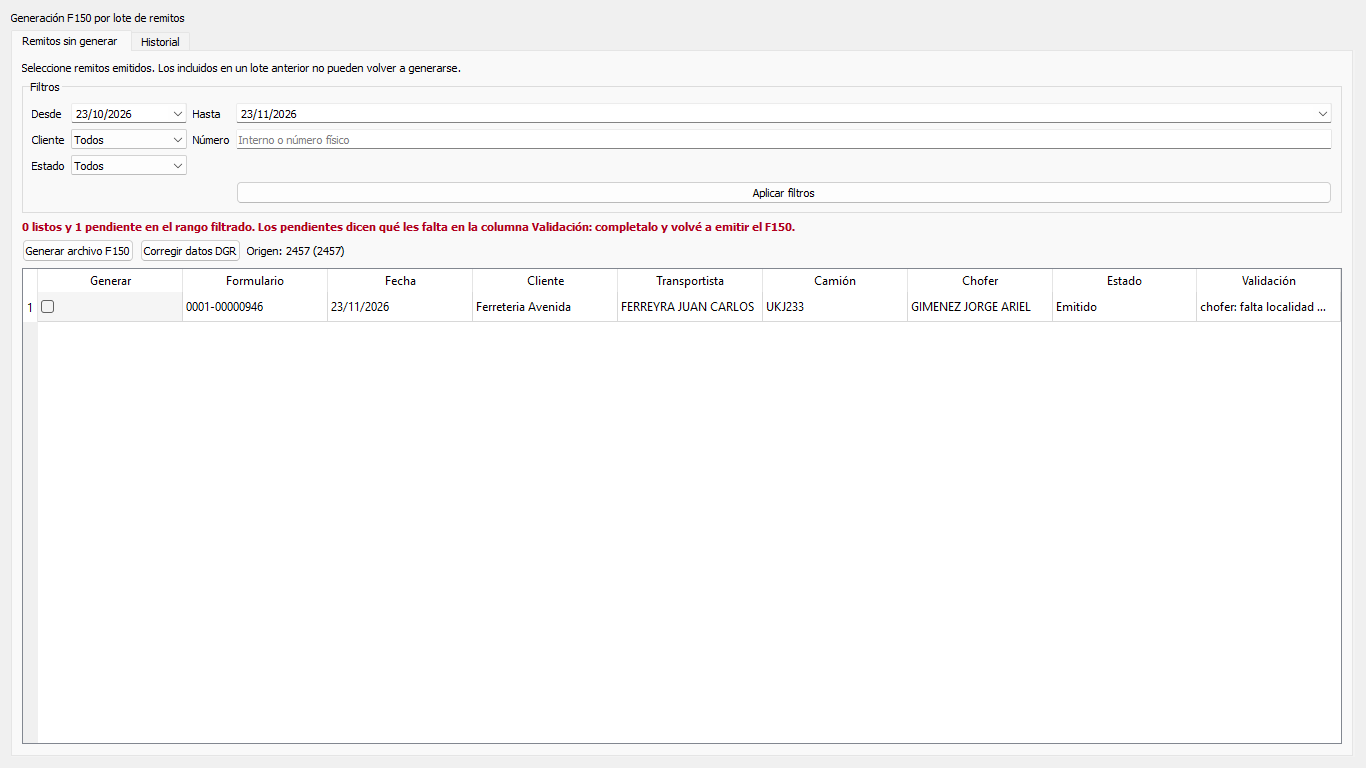 Generación F150 por lote de remitos
Remitos sin generar Historial
Seleccione remitos emitidos. Los incluidos en un lote anterior no pueden volver a generarse.
Filtros
Desde 23/10/2026 Hasta 23/11/2026
Cliente Todos Número Interno o número físico
Estado Todos
Aplicar filtros
0 listos y 1 pendiente en el rango filtrado. Los pendientes dicen qué les falta en la columna Validación: completalo y volvé a emitir el F150.
Generar archivo F150 Corregir datos DGR Origen: 2457 (2457)
Generar Formulario Fecha Cliente Transportista Camión Chofer Estado Validación
1 0001-00000946 23/11/2026 Ferreteria Avenida FERREYRA JUAN CARLOS UKJ233 GIMENEZ JORGE ARIEL Emitido chofer: falta localidad ...